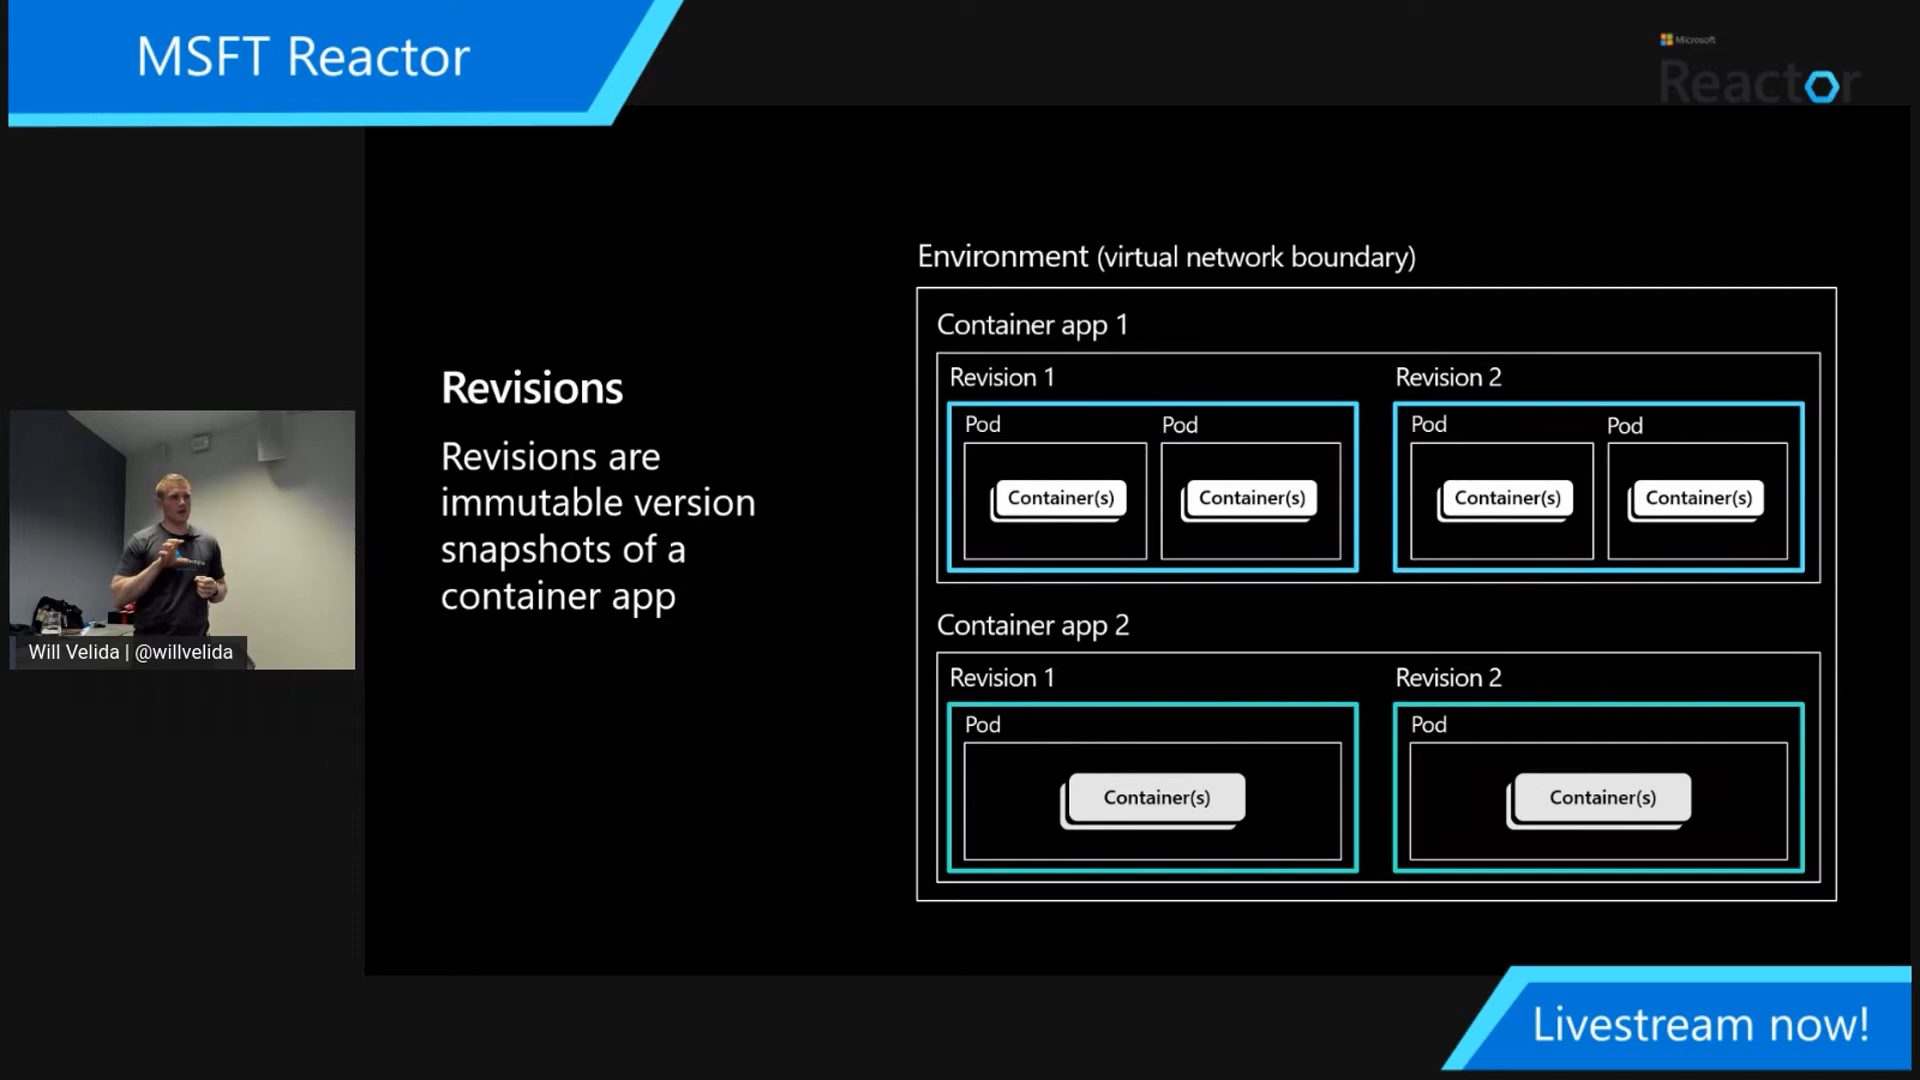 MSFT Reactor
Microsoft
Reactor
Environment (virtual network boundary)
Container app 1
Revision 1
Revision 2
Pod
Pod
Pod
Pod
Container(s)
Container(s)
Container(s)
Container(s)
Revisions
Revisions are
immutable version
snapshots of a
container app
Container app 2
Revision 1
Revision 2
Pod
Pod
Container(s)
Container(s)
Will Velida | @willvelida
Livestream now!